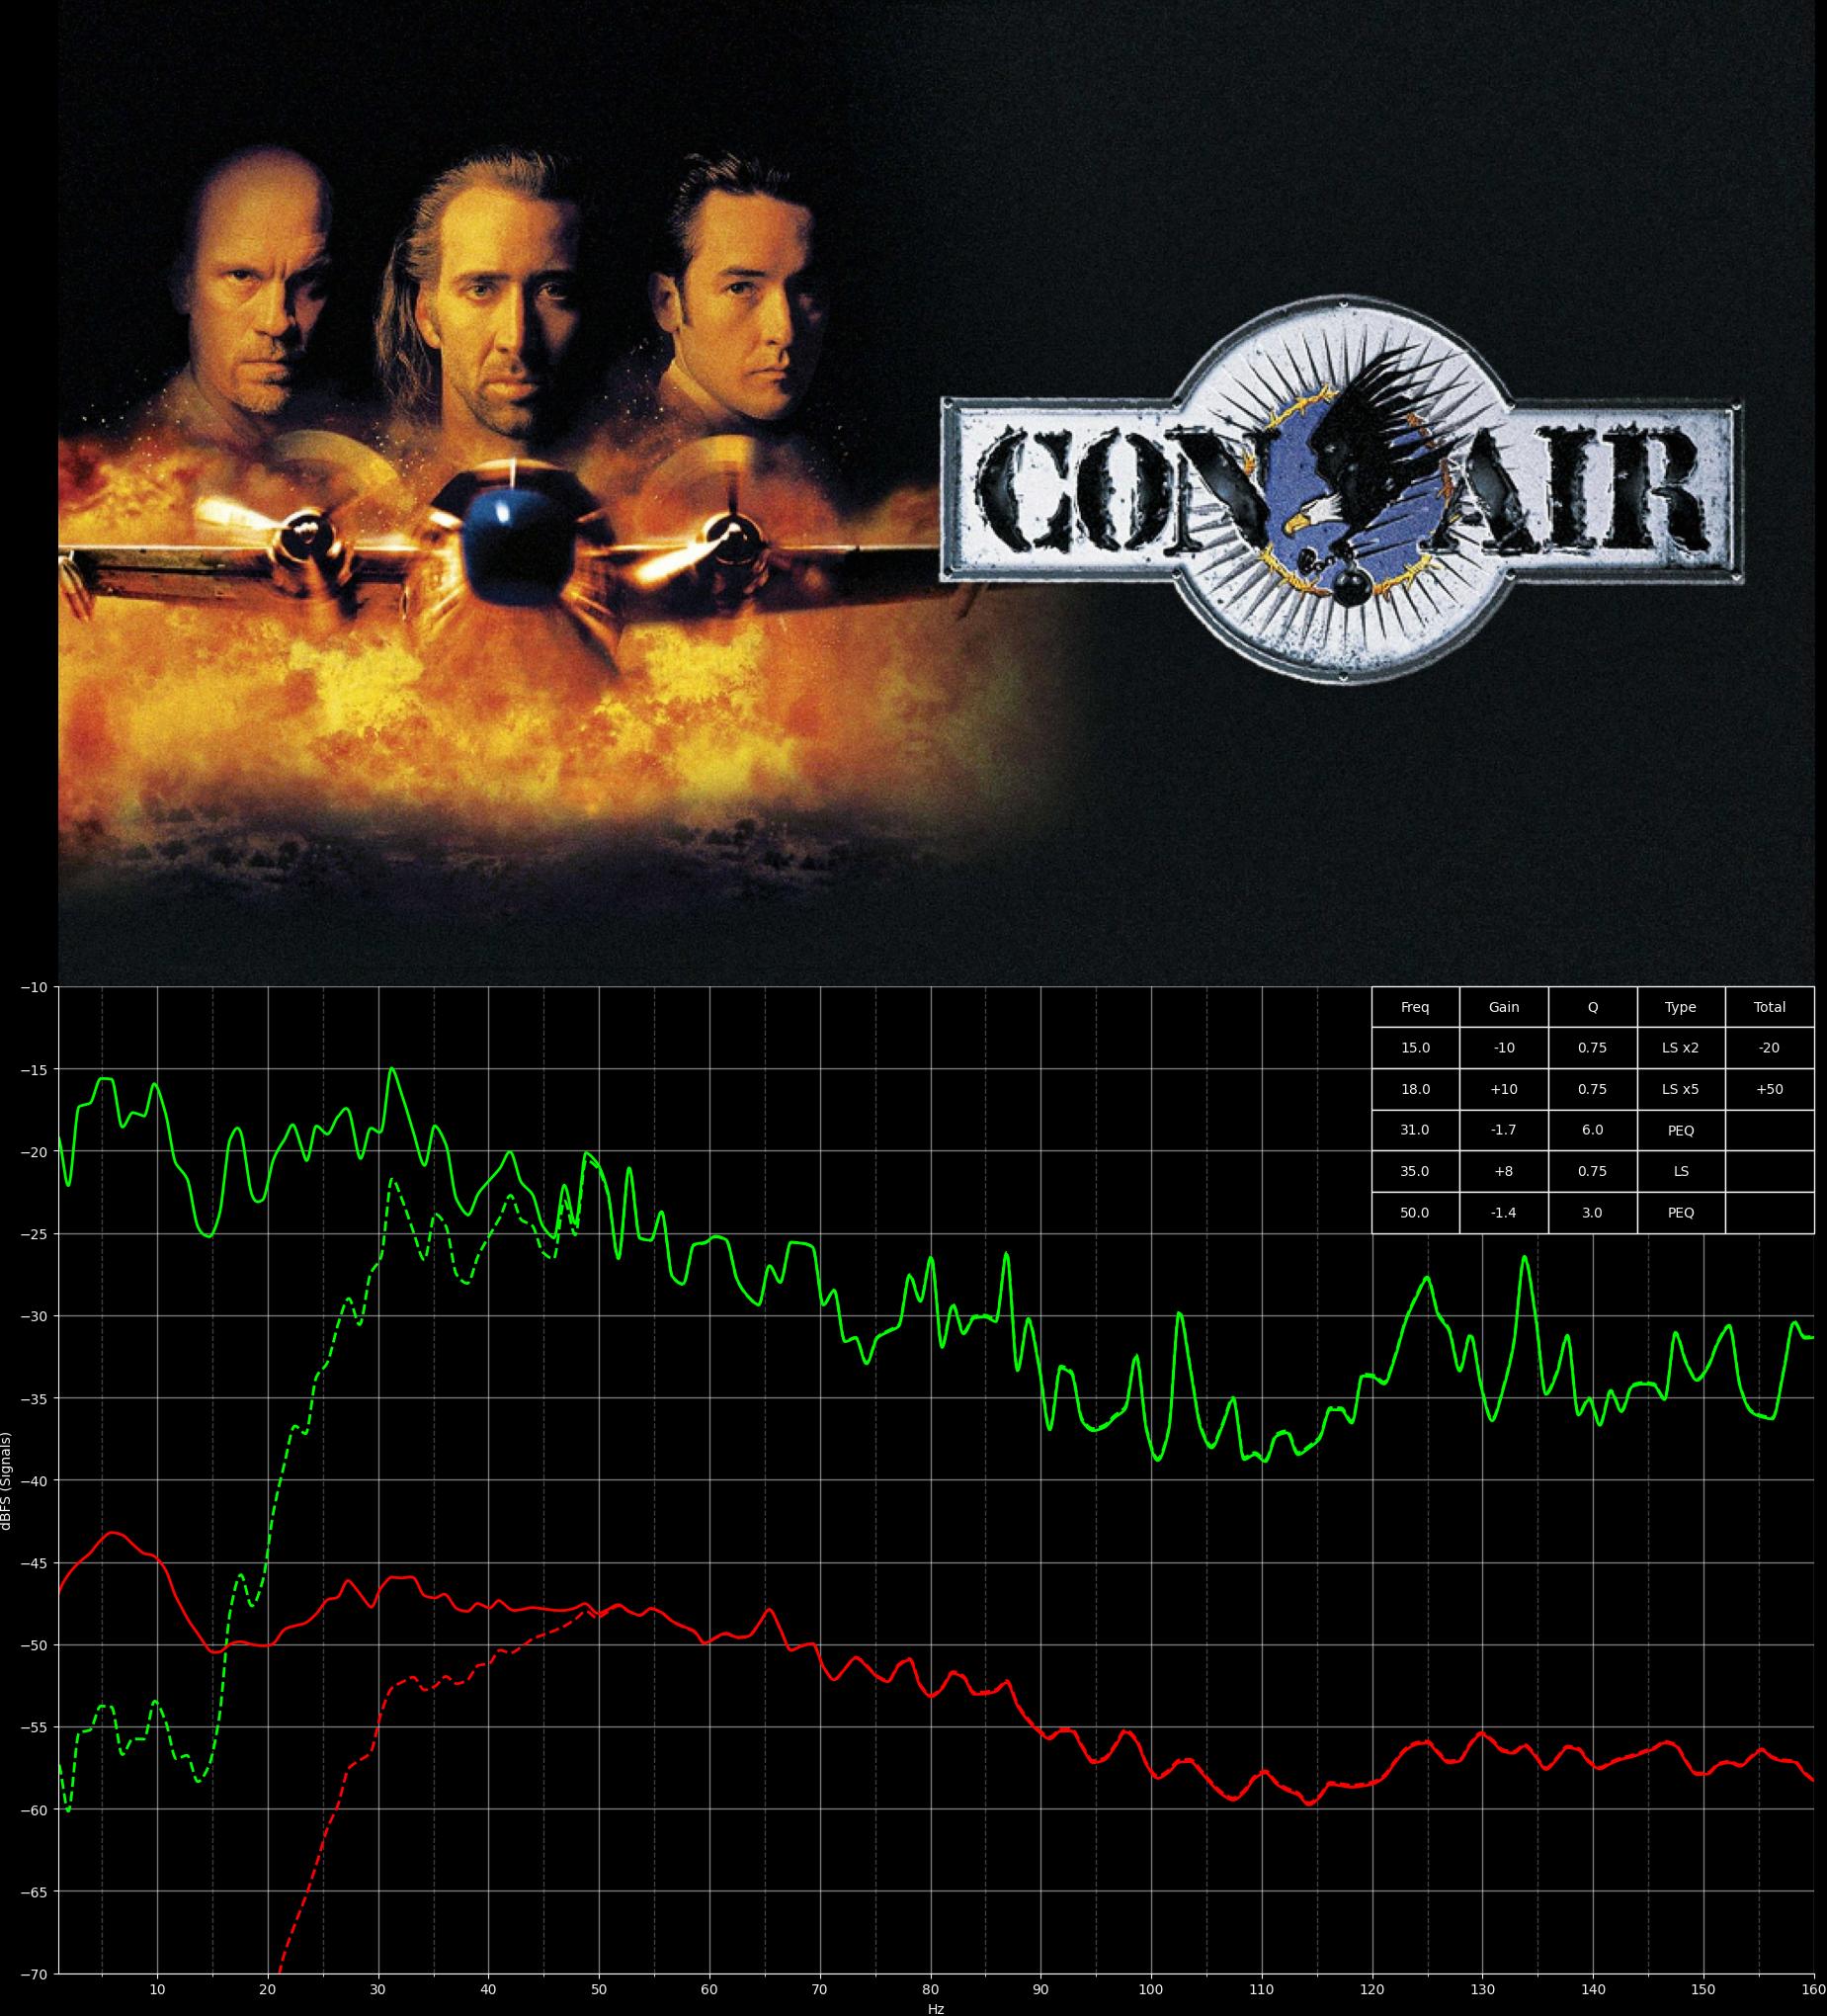 CON AIR
-10
Freq Gain Q Type Total
15.0 -10 0.75 LS x2 -20
-15
18.0 +10 0.75 LS x5 +50
31.0 -1.7 6.0 PEQ
-20
35.0 +8 0.75 LS
50.0 -1.4 3.0 PEQ
-25
-30
-35
-40
dBFS (Signals)
-45
-50
-55
-60
-65
-70
10 20 30 40 50 60 70 80 90 100 110 120 130 140 150 160
Hz